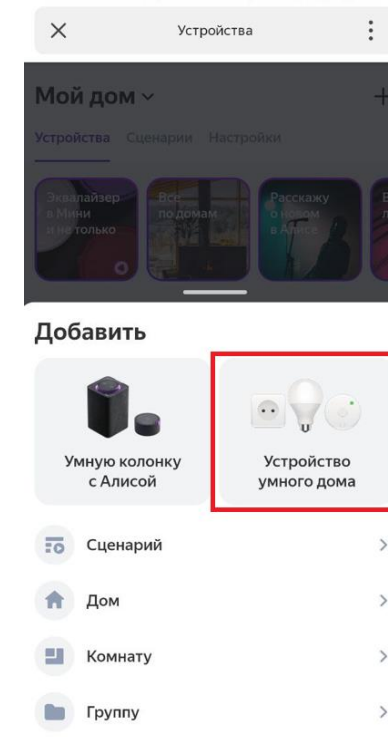 Устройства
Мой дом
Устройства Сценарии Настройки
Эквалайзер
в Мини
и не только
Все
по домам
Расскажу
о новом
в Алисе
Добавить
Умную колонку
с Алисой
Устройство
умного дома
Сценарий
Дом
Комнату
Группу